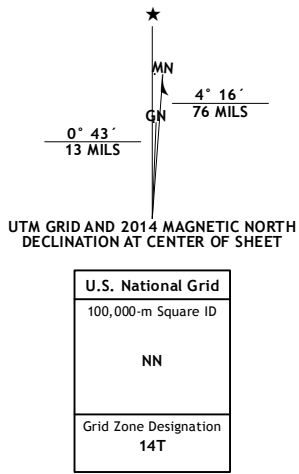 MN
4° 16´
76 MILS
GN
0° 43´
13 MILS
UTM GRID AND 2014 MAGNETIC NORTH
DECLINATION AT CENTER OF SHEET
U.S. National Grid
100,000-m Square ID
NN
Grid Zone Designation
14T